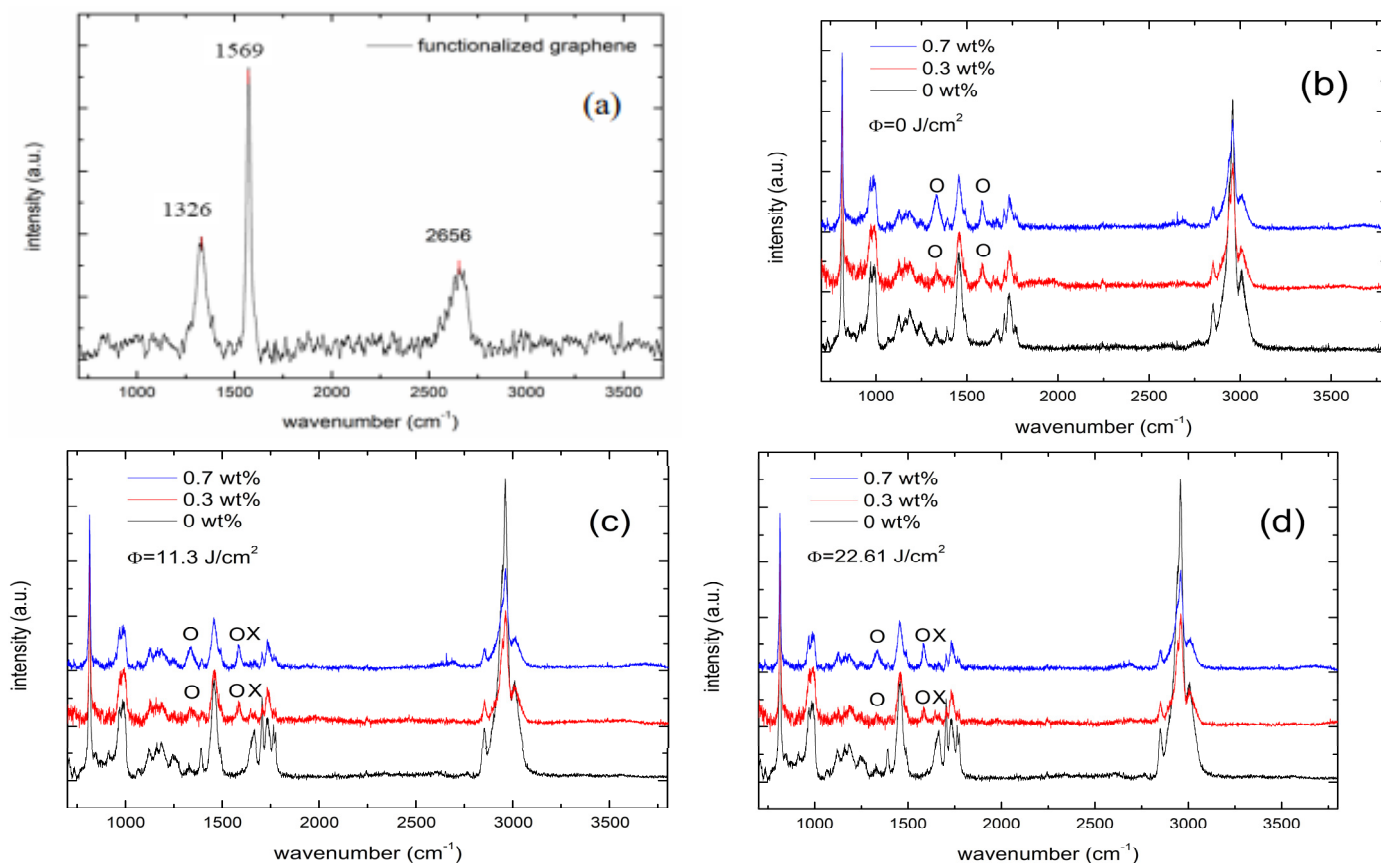 1569
functionalized graphene
(a)
1326
2656
intensity (a.u.)
1000 1500 2000 2500 3000 3500
wavenumber (cm⁻¹)
0.7 wt%
0.3 wt%
0 wt%
(b)
Φ=0 J/cm²
O O
O O
intensity (a.u.)
1000 1500 2000 2500 3000 3500
wavenumber (cm⁻¹)
0.7 wt%
0.3 wt%
0 wt%
(c)
Φ=11.3 J/cm²
O OX
O OX
intensity (a.u.)
1000 1500 2000 2500 3000 3500
wavenumber (cm⁻¹)
0.7 wt%
0.3 wt%
0 wt%
(d)
Φ=22.61 J/cm²
O OX
O OX
intensity (a.u.)
1000 1500 2000 2500 3000 3500
wavenumber (cm⁻¹)